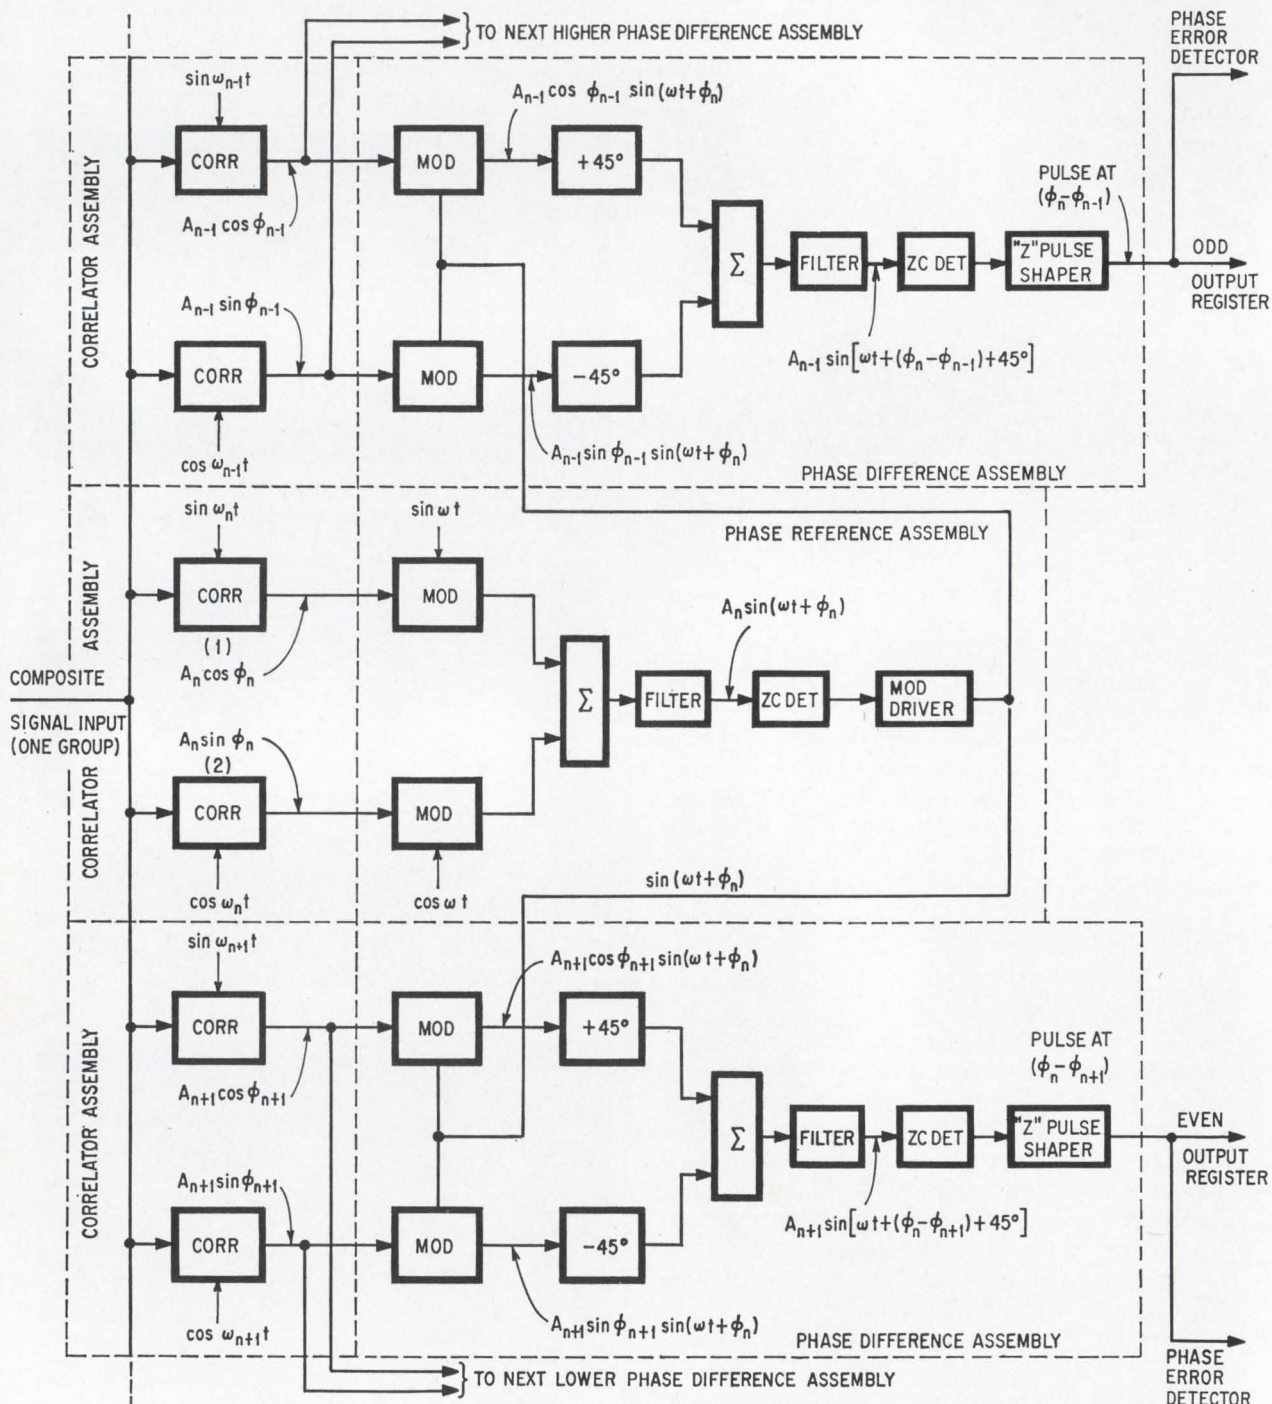 TO NEXT HIGHER PHASE DIFFERENCE ASSEMBLY
PHASE
ERROR
DETECTOR
sin ωn-1t
An-1 cos ϕn-1 sin(ωt+ϕn)
CORRELATOR ASSEMBLY
CORR
MOD
+45°
An-1 cos ϕn-1
PULSE AT
(ϕn-ϕn-1)
Σ
FILTER
ZC DET
"Z" PULSE
SHAPER
ODD
OUTPUT
REGISTER
An-1 sin ϕn-1
An-1 sin[ωt+(ϕn-ϕn-1)+45°]
CORR
MOD
-45°
cos ωn-1t
An-1 sin ϕn-1 sin(ωt+ϕn)
PHASE DIFFERENCE ASSEMBLY
sin ωnt
sin ωt
PHASE REFERENCE ASSEMBLY
CORRELATOR ASSEMBLY
CORR
MOD
(1)
An cos ϕn
An sin(ωt+ϕn)
COMPOSITE
SIGNAL INPUT
(ONE GROUP)
Σ
FILTER
ZC DET
MOD
DRIVER
An sin ϕn
(2)
CORR
MOD
cos ωnt
cos ωt
sin(ωt+ϕn)
sin ωn+1t
An+1 cos ϕn+1 sin(ωt+ϕn)
CORRELATOR ASSEMBLY
CORR
MOD
+45°
An+1 cos ϕn+1
PULSE AT
(ϕn-ϕn+1)
Σ
FILTER
ZC DET
"Z" PULSE
SHAPER
EVEN
OUTPUT
REGISTER
An+1 sin ϕn+1
An+1 sin[ωt+(ϕn-ϕn+1)+45°]
CORR
MOD
-45°
cos ωn+1t
An+1 sin ϕn+1 sin(ωt+ϕn)
PHASE DIFFERENCE ASSEMBLY
TO NEXT LOWER PHASE DIFFERENCE ASSEMBLY
PHASE
ERROR
DETECTOR